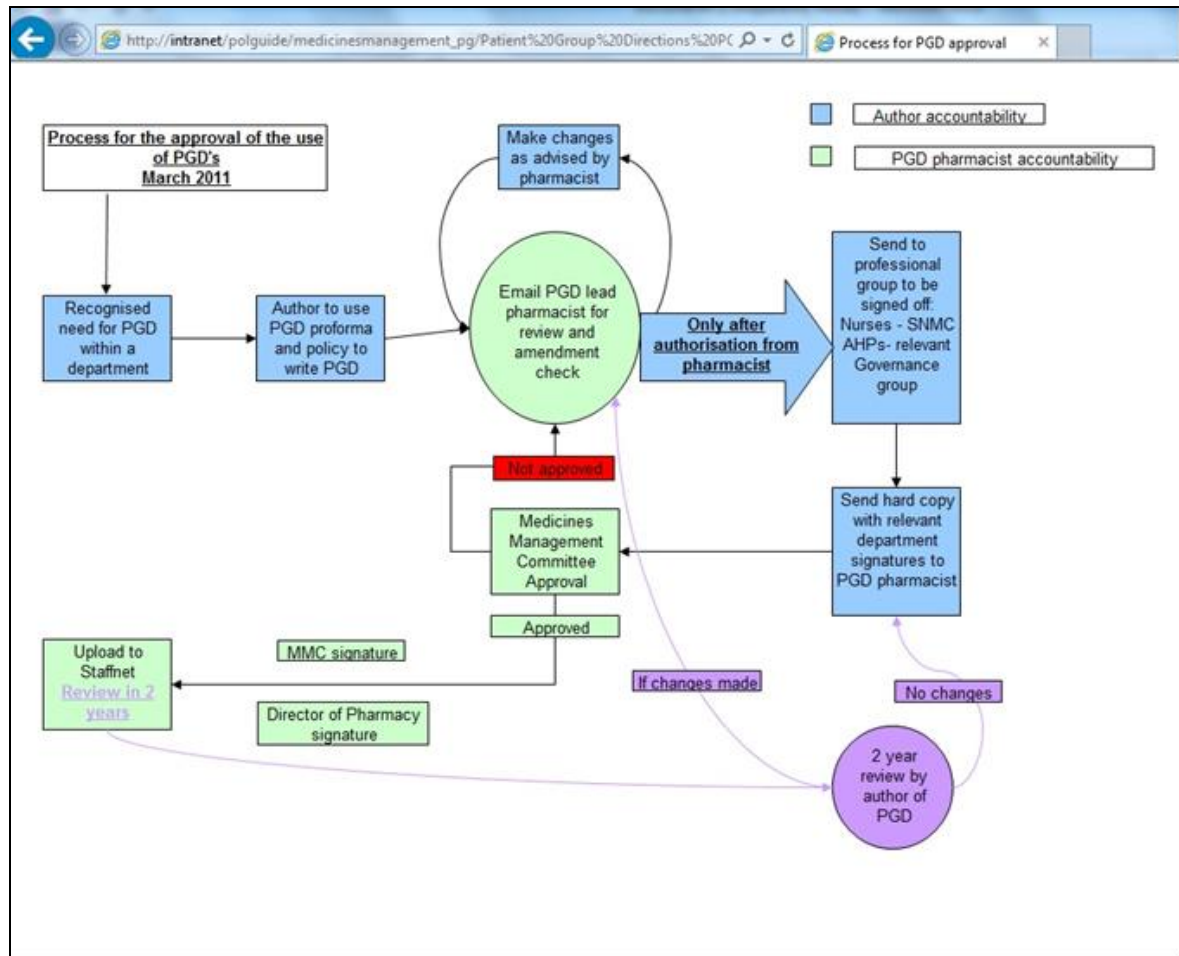 http://intranet/polguide/medicinesmanagement_pg/Patient%20Group%20Directions%20P(
Process for PGD approval
Process for the approval of the use
of PGD's
March 2011
Author accountability
PGD pharmacist accountability
Make changes
as advised by
pharmacist
Recognised
need for PGD
within a
department
Author to use
PGD proforma
and policy to
write PGD
Email PGD lead
pharmacist for
review and
amendment
check
Only after
authorisation from
pharmacist
Send to
professional
group to be
signed off:
Nurses - SNMC
AHPs- relevant
Governance
group
Not approved
Medicines
Management
Committee
Approval
Send hard copy
with relevant
department
signatures to
PGD pharmacist
Approved
Upload to
Staffnet
Review in 2
years
MMC signature
Director of Pharmacy
signature
If changes made
No changes
2 year
review by
author of
PGD